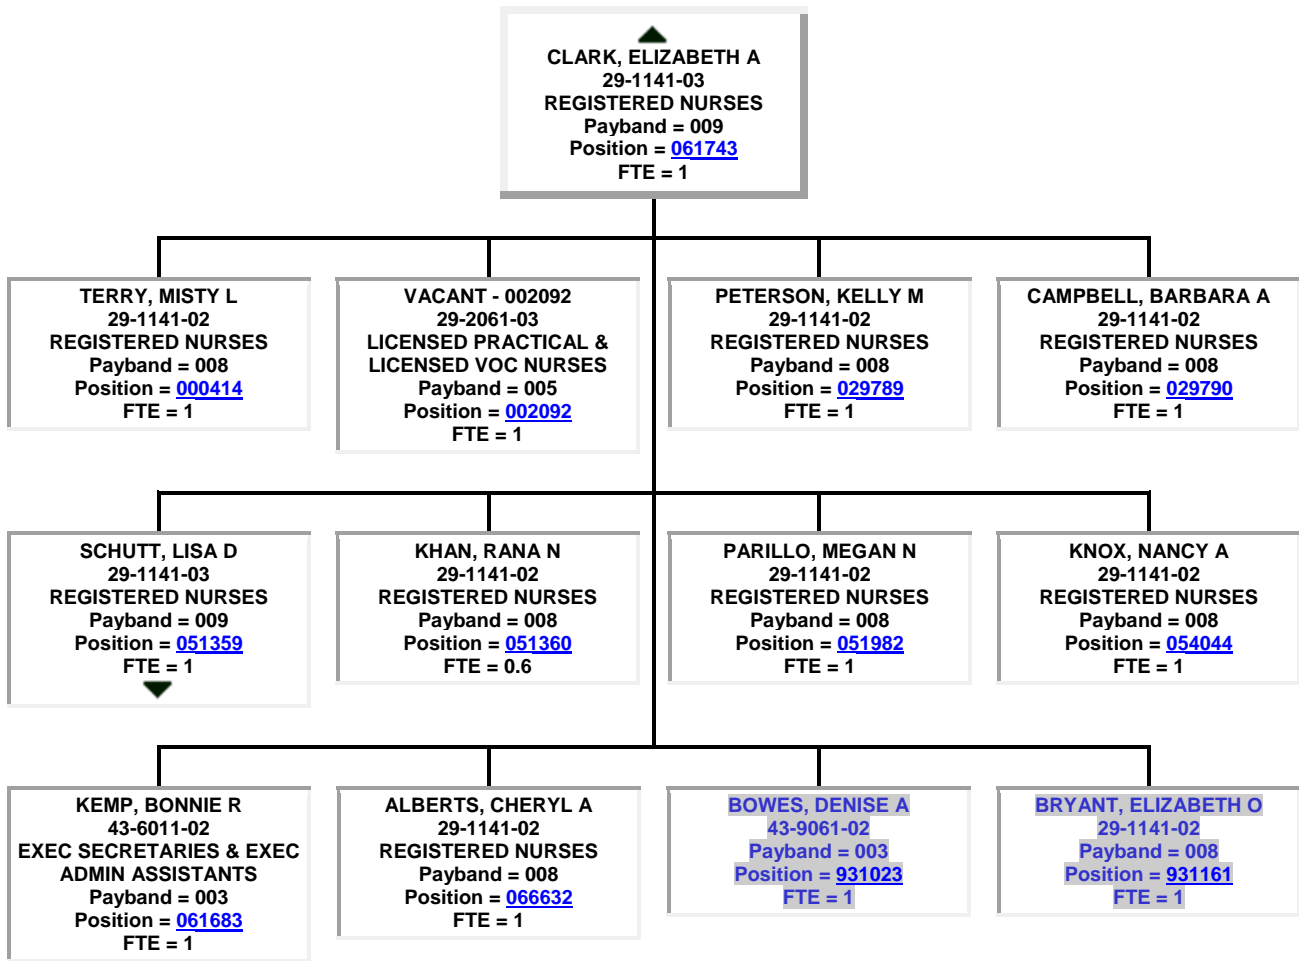 CLARK, ELIZABETH A
29-1141-03
REGISTERED NURSES
Payband = 009
Position = 061743
FTE = 1
TERRY, MISTY L
29-1141-02
REGISTERED NURSES
Payband = 008
Position = 000414
FTE = 1
VACANT - 002092
29-2061-03
LICENSED PRACTICAL &
LICENSED VOC NURSES
Payband = 005
Position = 002092
FTE = 1
PETERSON, KELLY M
29-1141-02
REGISTERED NURSES
Payband = 008
Position = 029789
FTE = 1
CAMPBELL, BARBARA A
29-1141-02
REGISTERED NURSES
Payband = 008
Position = 029790
FTE = 1
SCHUTT, LISA D
29-1141-03
REGISTERED NURSES
Payband = 009
Position = 051359
FTE = 1
KHAN, RANA N
29-1141-02
REGISTERED NURSES
Payband = 008
Position = 051360
FTE = 0.6
PARILLO, MEGAN N
29-1141-02
REGISTERED NURSES
Payband = 008
Position = 051982
FTE = 1
KNOX, NANCY A
29-1141-02
REGISTERED NURSES
Payband = 008
Position = 054044
FTE = 1
KEMP, BONNIE R
43-6011-02
EXEC SECRETARIES & EXEC
ADMIN ASSISTANTS
Payband = 003
Position = 061683
FTE = 1
ALBERTS, CHERYL A
29-1141-02
REGISTERED NURSES
Payband = 008
Position = 066632
FTE = 1
BOWES, DENISE A
43-9061-02
Payband = 003
Position = 931023
FTE = 1
BRYANT, ELIZABETH O
29-1141-02
Payband = 008
Position = 931161
FTE = 1